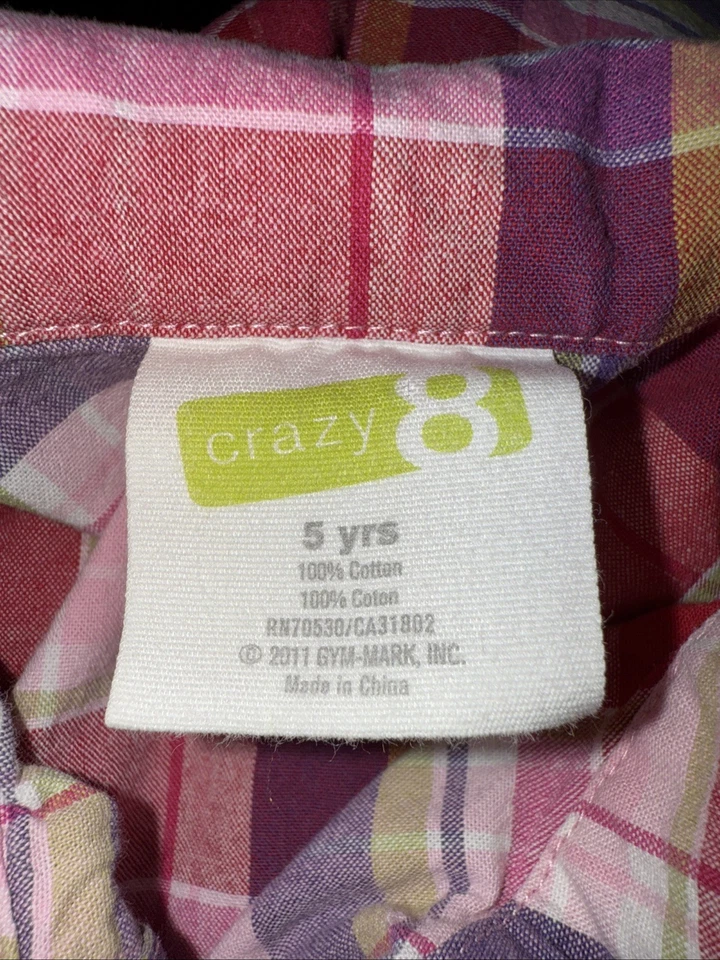 crazy 8
5 yrs
100% Cotton
100% Coton
RN70530/CA31802
© 2011 GYM-MARK, INC.
Made in China